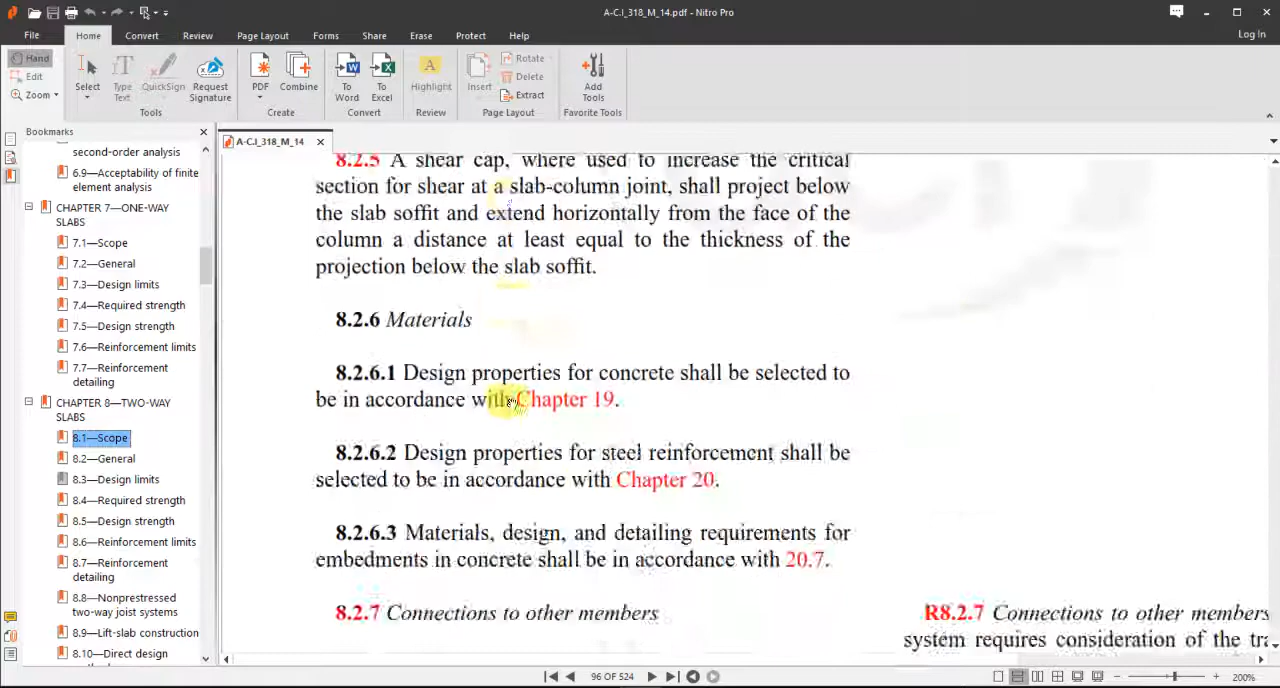 A-C.I_318_M_14.pdf - Nitro Pro
File
Home
Convert
Review
Page Layout
Forms
Share
Erase
Protect
Help
Log In
Hand
Edit
Zoom
Select
Type Text
QuickSign
Request Signature
Tools
PDF
Combine
Create
To Word
To Excel
Convert
Highlight
Review
Insert
Rotate
Delete
Extract
Page Layout
Add Tools
Favorite Tools
Bookmarks
A-C.I_318_M_14
second-order analysis
6.9—Acceptability of finite
element analysis
CHAPTER 7—ONE-WAY
SLABS
7.1—Scope
7.2—General
7.3—Design limits
7.4—Required strength
7.5—Design strength
7.6—Reinforcement limits
7.7—Reinforcement
detailing
CHAPTER 8—TWO-WAY
SLABS
8.1—Scope
8.2—General
8.3—Design limits
8.4—Required strength
8.5—Design strength
8.6—Reinforcement limits
8.7—Reinforcement
detailing
8.8—Nonprestressed
two-way joist systems
8.9—Lift-slab construction
8.10—Direct design
8.2.5 A shear cap, where used to increase the critical
section for shear at a slab-column joint, shall project below
the slab soffit and extend horizontally from the face of the
column a distance at least equal to the thickness of the
projection below the slab soffit.
8.2.6 Materials
8.2.6.1 Design properties for concrete shall be selected to
be in accordance with Chapter 19.
8.2.6.2 Design properties for steel reinforcement shall be
selected to be in accordance with Chapter 20.
8.2.6.3 Materials, design, and detailing requirements for
embedments in concrete shall be in accordance with 20.7.
8.2.7 Connections to other members
R8.2.7 Connections to other members
system requires consideration of the tra
96 OF 524
200%